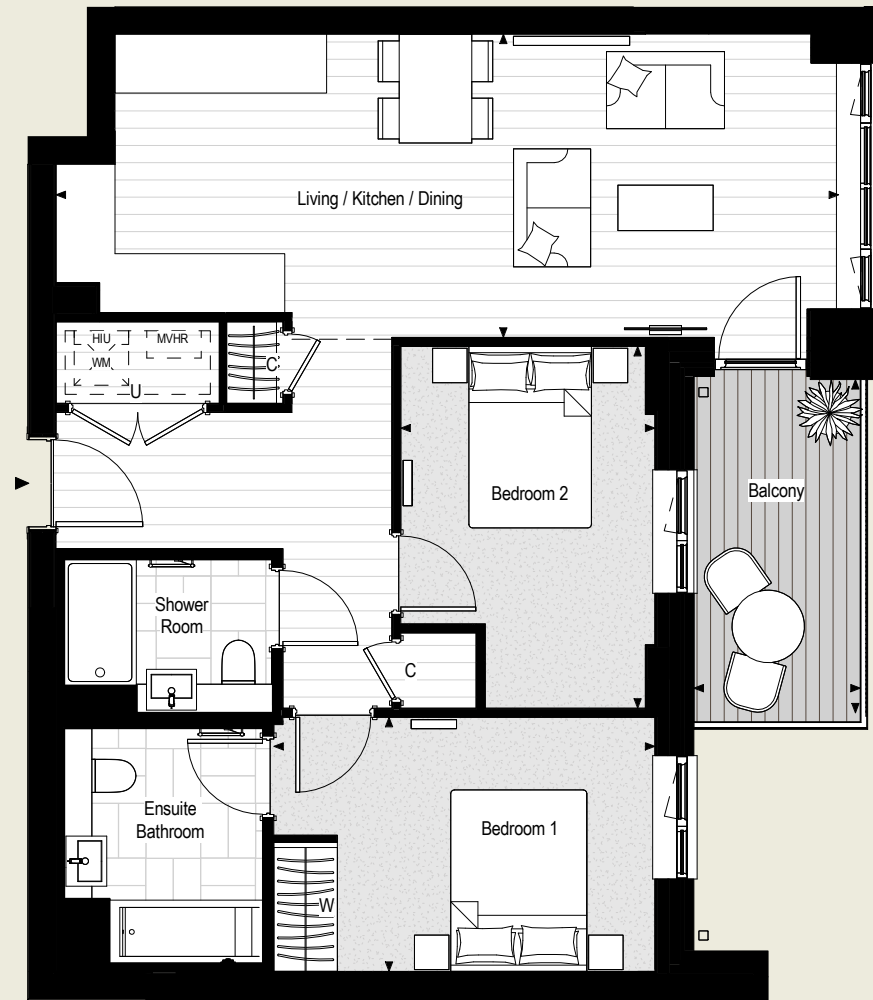 Living / Kitchen / Dining
HIU
MVHR
WM
C
U
Bedroom 2
Balcony
Shower
Room
C
Ensuite
Bathroom
Bedroom 1
W